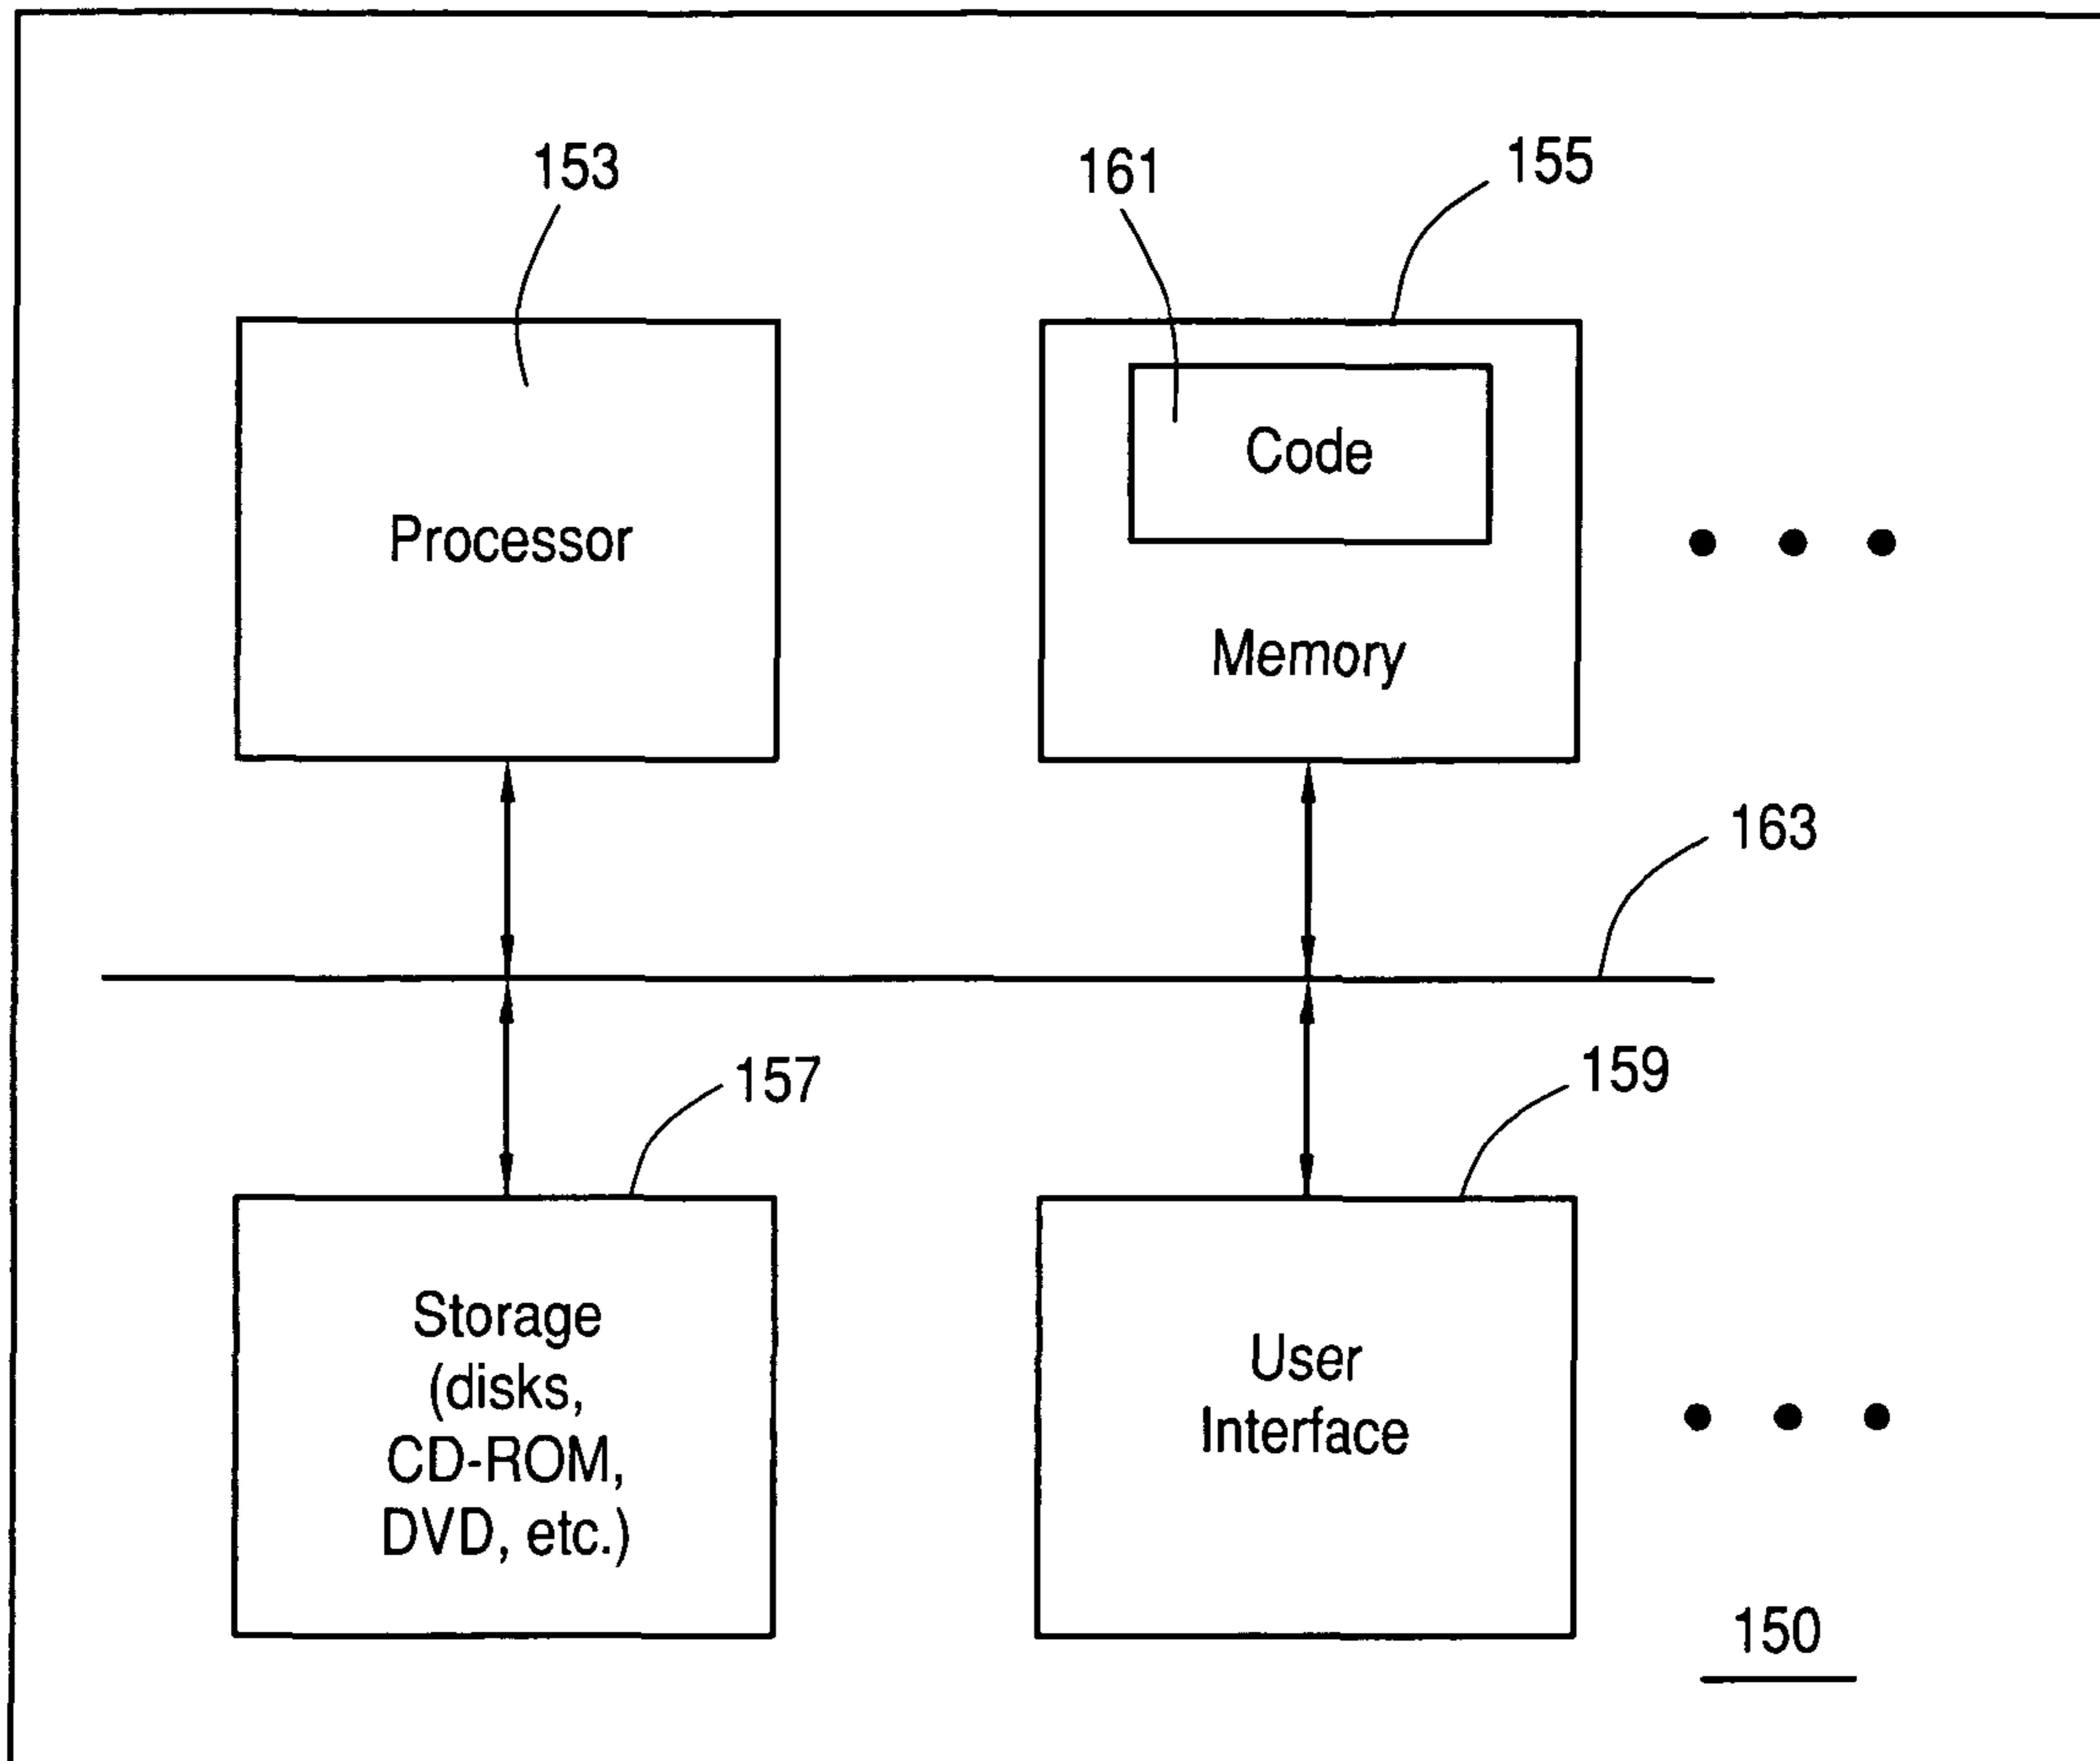 153
161
155
Processor
Code
Memory
163
157
159
Storage
(disks,
CD-ROM,
DVD, etc.)
User
Interface
150